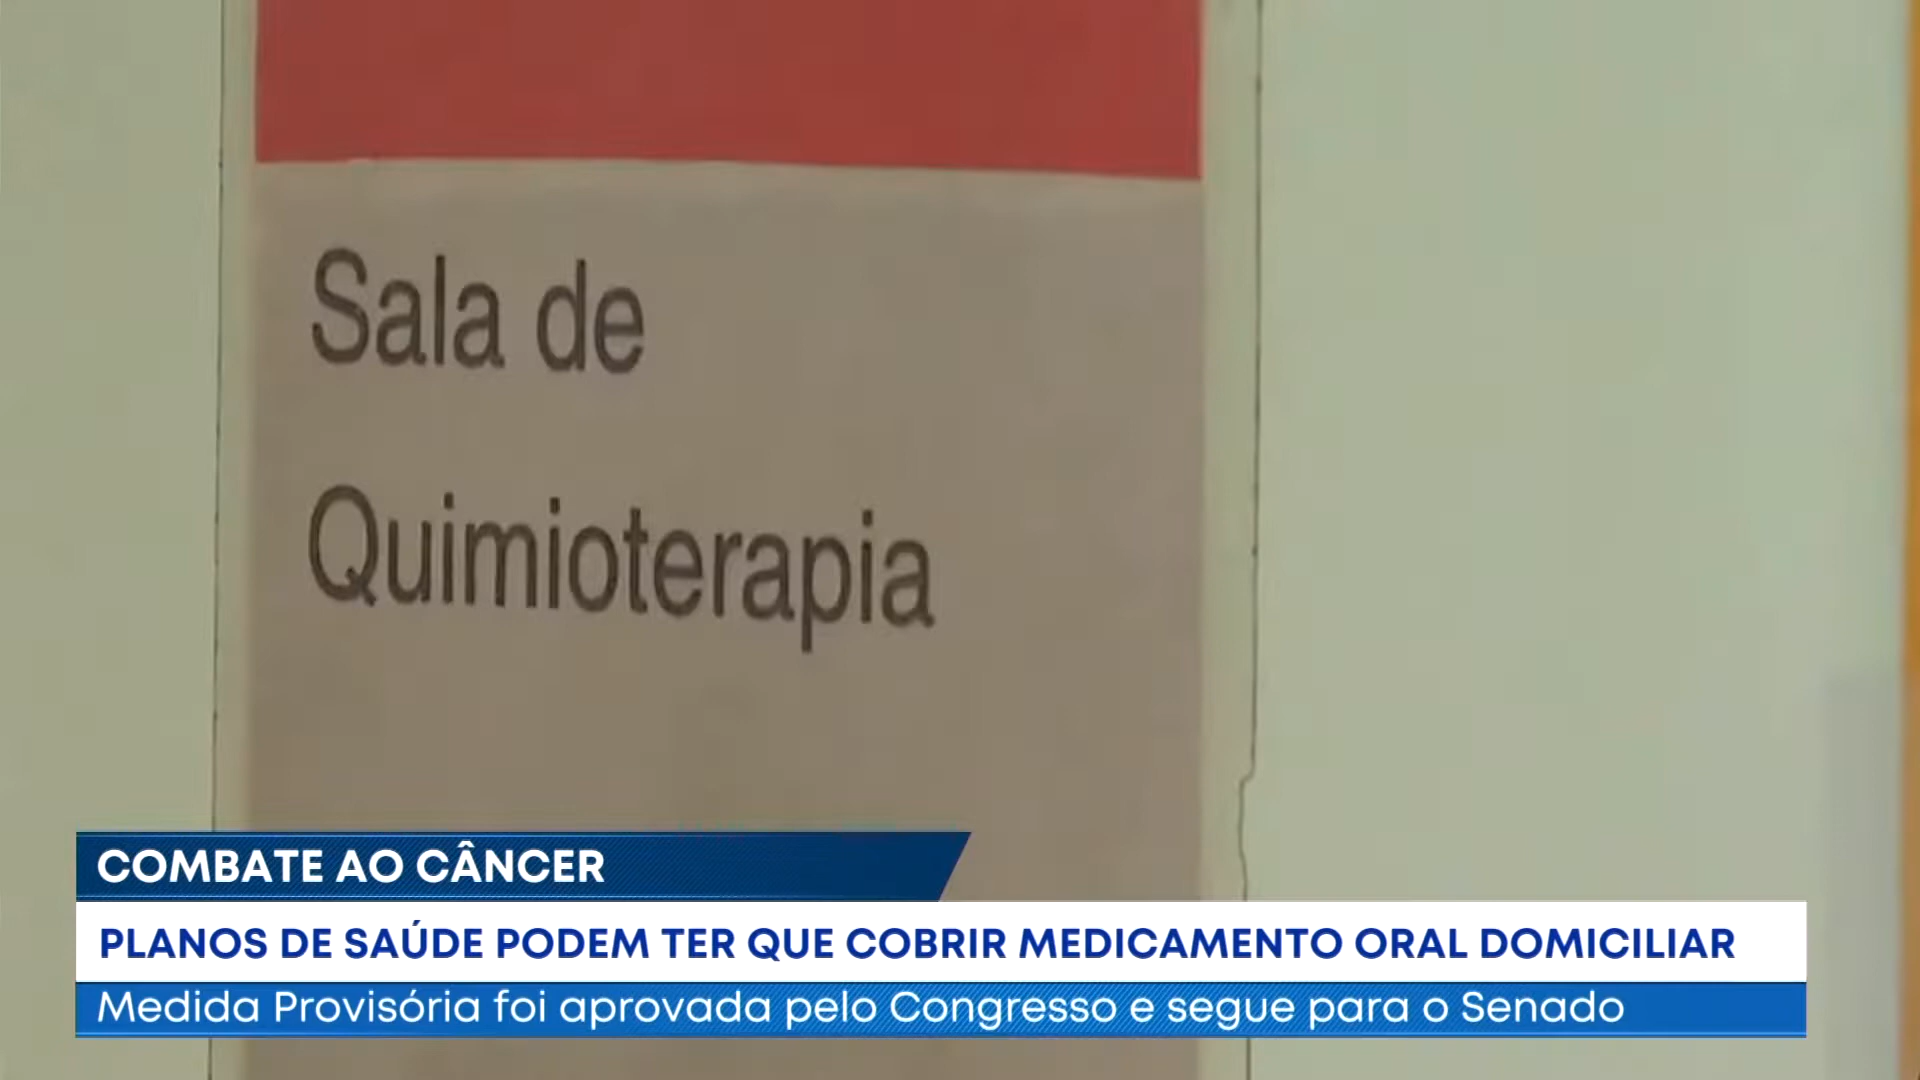 Sala de
Quimioterapia
COMBATE AO CÂNCER
PLANOS DE SAÚDE PODEM TER QUE COBRIR MEDICAMENTO ORAL DOMICILIAR
Medida Provisória foi aprovada pelo Congresso e segue para o Senado